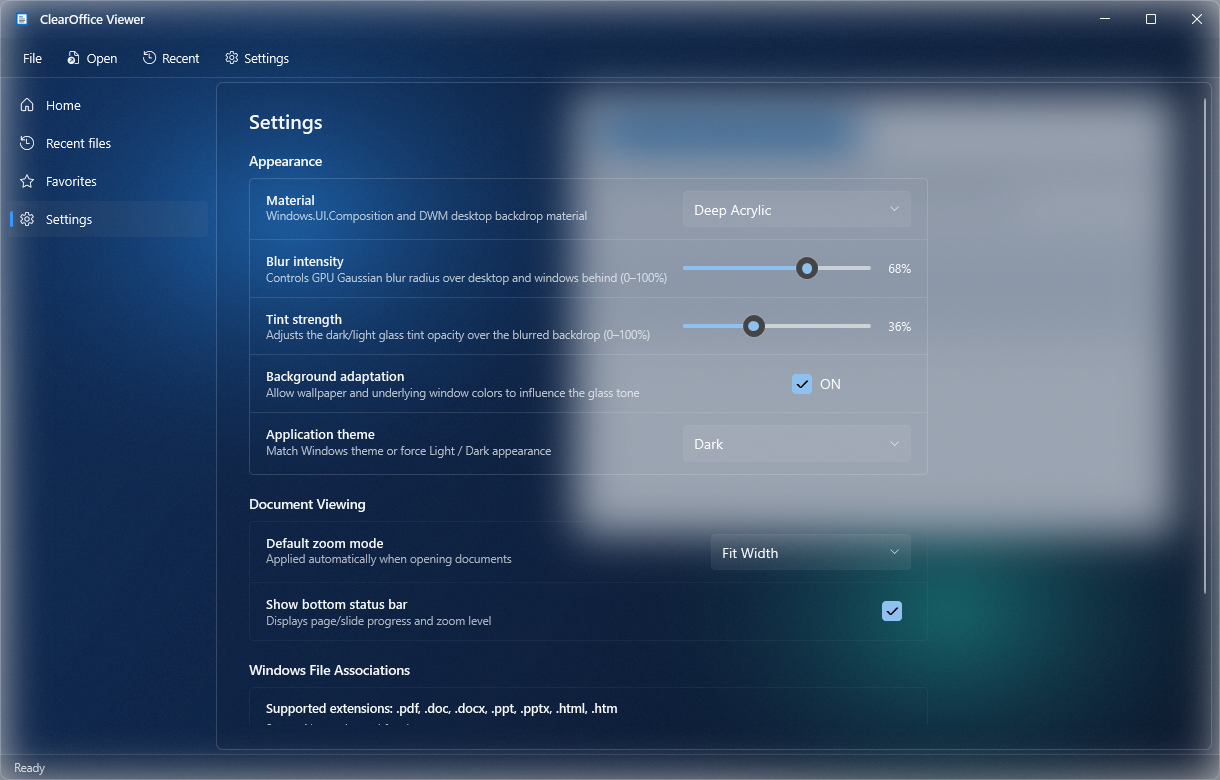 ClearOffice Viewer
File
Open
Recent
Settings
Home
Recent files
Favorites
Settings
Settings
Appearance
Material
Windows.UI.Composition and DWM desktop backdrop material
Deep Acrylic
Blur intensity
Controls GPU Gaussian blur radius over desktop and windows behind (0–100%)
68%
Tint strength
Adjusts the dark/light glass tint opacity over the blurred backdrop (0–100%)
36%
Background adaptation
Allow wallpaper and underlying window colors to influence the glass tone
ON
Application theme
Match Windows theme or force Light / Dark appearance
Dark
Document Viewing
Default zoom mode
Applied automatically when opening documents
Fit Width
Show bottom status bar
Displays page/slide progress and zoom level
Windows File Associations
Supported extensions: .pdf, .doc, .docx, .ppt, .pptx, .html, .htm
Ready